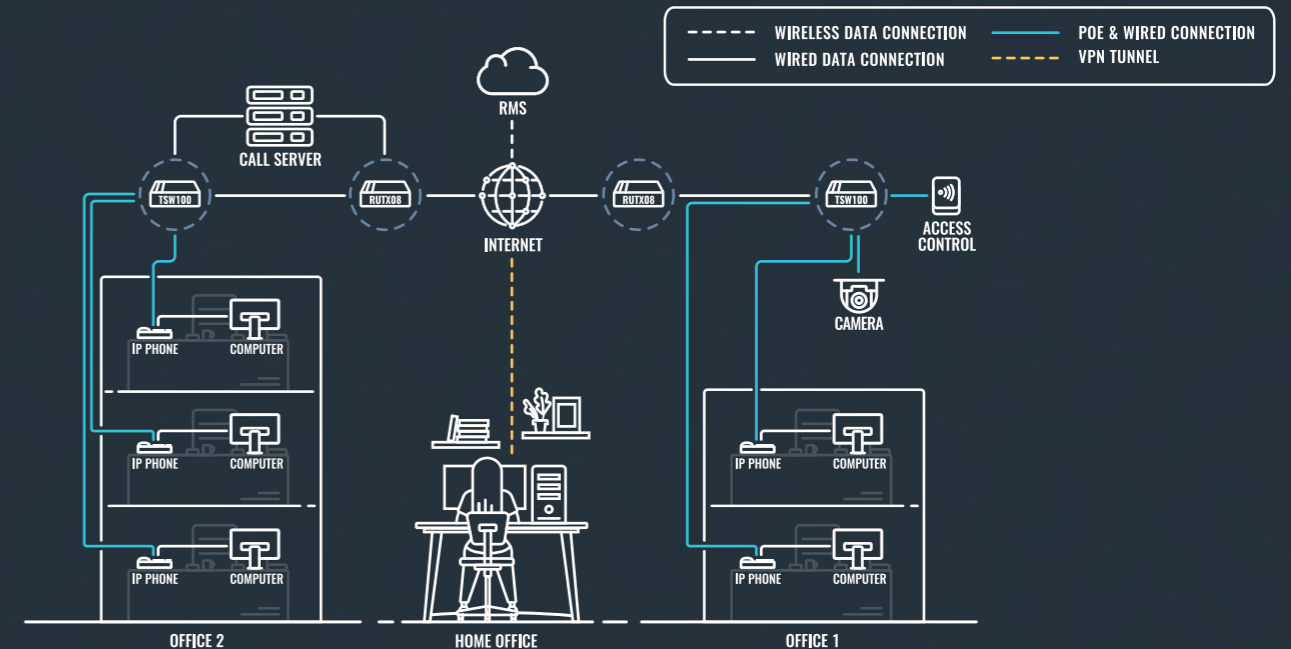 WIRELESS DATA CONNECTION
POE & WIRED CONNECTION
WIRED DATA CONNECTION
VPN TUNNEL
RMS
CALL SERVER
TSW100
RUTX08
INTERNET
RUTX08
TSW100
ACCESS
CONTROL
CAMERA
IP PHONE
COMPUTER
IP PHONE
COMPUTER
IP PHONE
COMPUTER
IP PHONE
COMPUTER
IP PHONE
COMPUTER
OFFICE 2
HOME OFFICE
OFFICE 1